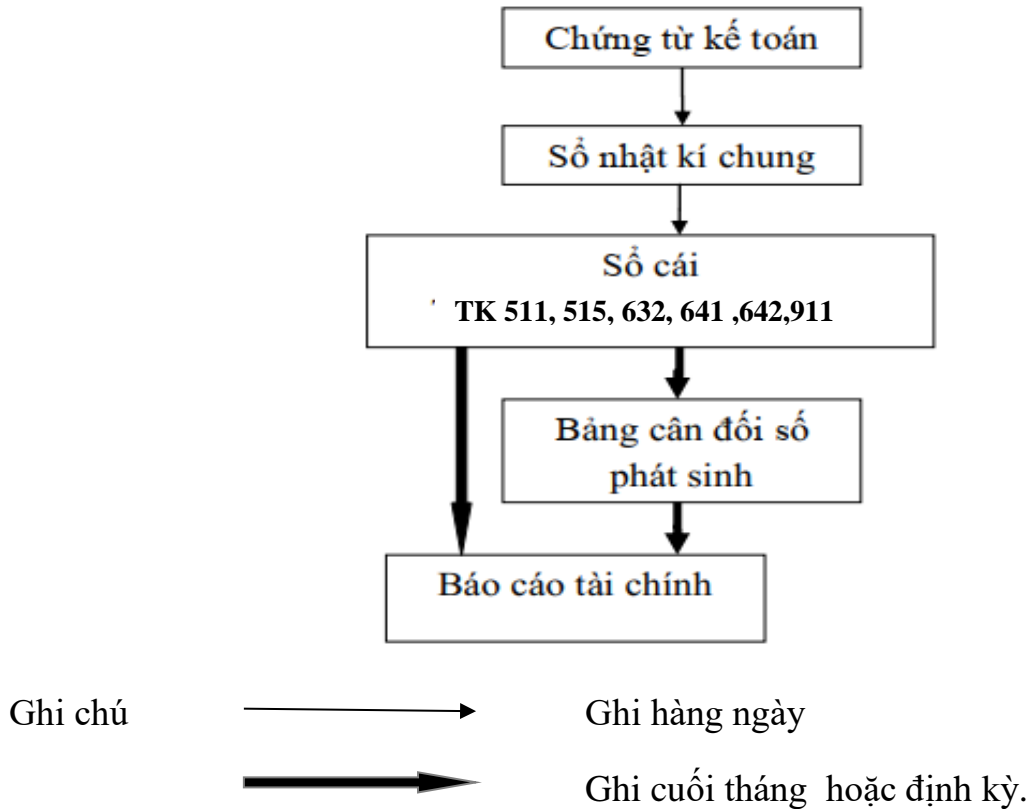 Chứng từ kế toán
Sổ nhật kí chung
Sổ cái
TK 511, 515, 632, 641 ,642,911
Bảng cân đối số
phát sinh
Báo cáo tài chính
Ghi chú
Ghi hàng ngày
Ghi cuối tháng hoặc định kỳ.